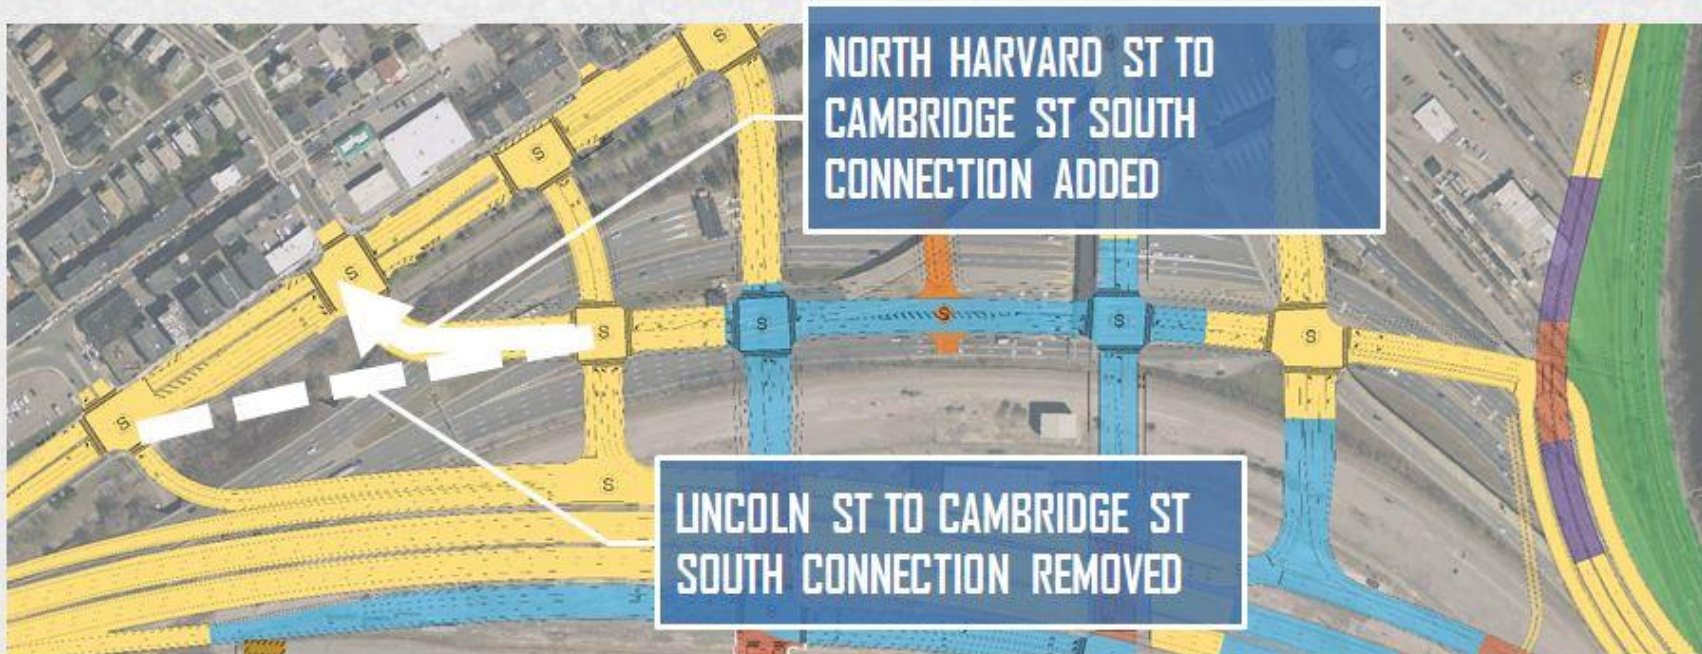 S
NORTH HARVARD ST TO
CAMBRIDGE ST SOUTH
CONNECTION ADDED
S
S
S
S
S
S
S
S
S
LINCOLN ST TO CAMBRIDGE ST
SOUTH CONNECTION REMOVED